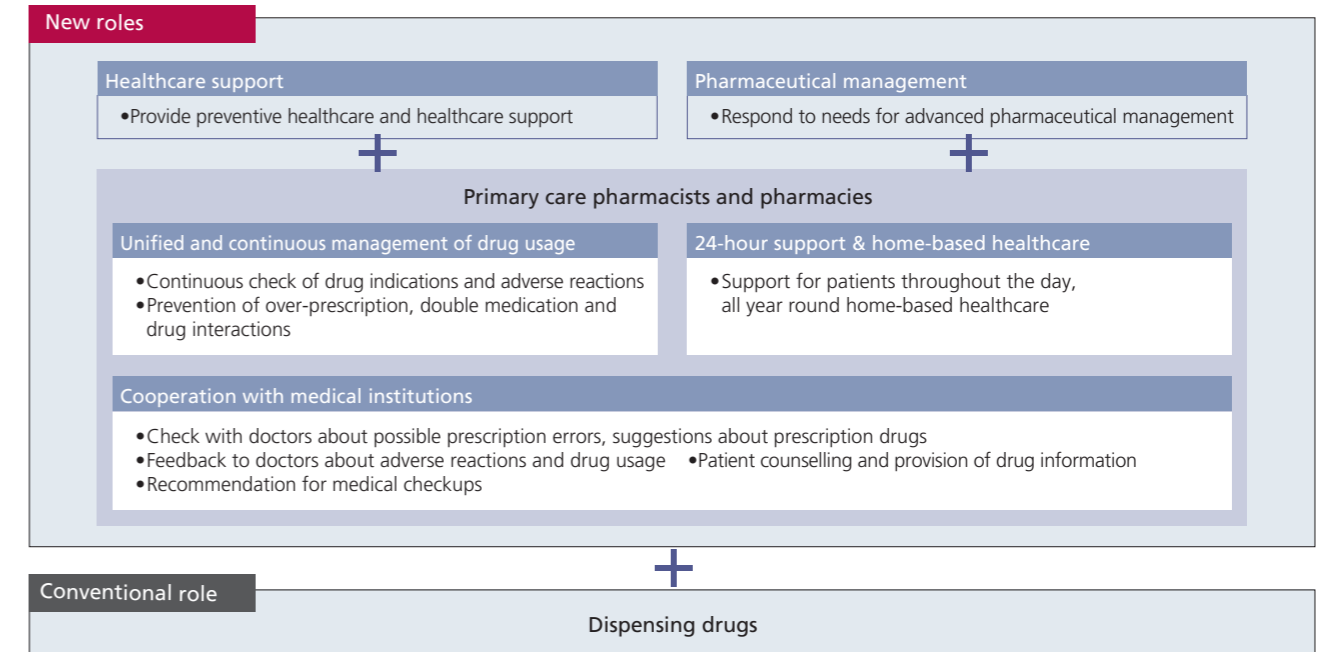 New roles
Healthcare support
•Provide preventive healthcare and healthcare support
Pharmaceutical management
•Respond to needs for advanced pharmaceutical management
+
+
Primary care pharmacists and pharmacies
Unified and continuous management of drug usage
•Continuous check of drug indications and adverse reactions
•Prevention of over-prescription, double medication and
drug interactions
24-hour support & home-based healthcare
•Support for patients throughout the day,
all year round home-based healthcare
Cooperation with medical institutions
•Check with doctors about possible prescription errors, suggestions about prescription drugs
•Feedback to doctors about adverse reactions and drug usage •Patient counselling and provision of drug information
•Recommendation for medical checkups
+
Conventional role
Dispensing drugs